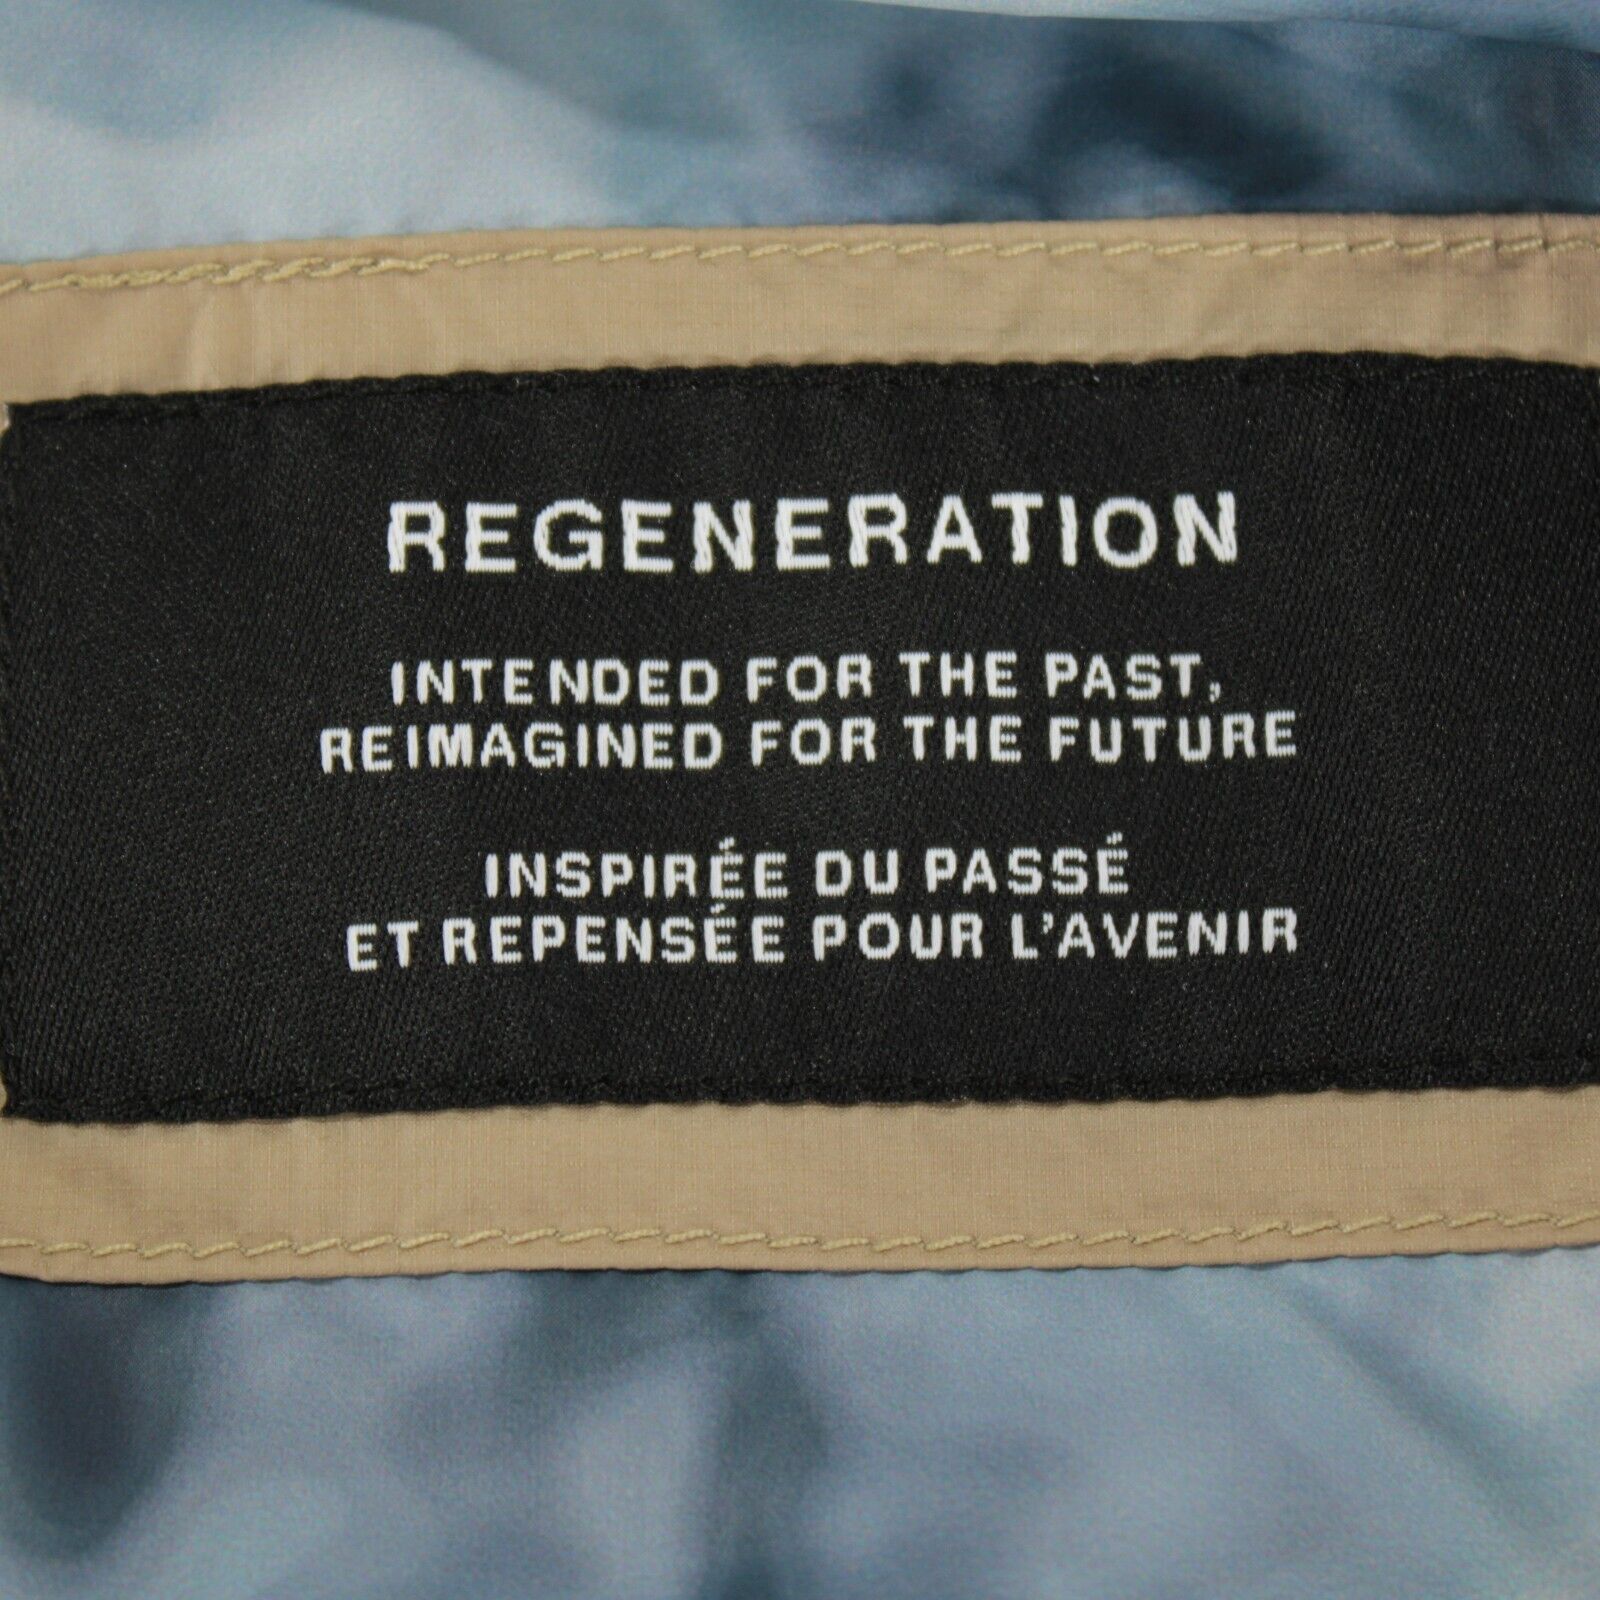 REGENERATION
INTENDED FOR THE PAST,
REIMAGINED FOR THE FUTURE
INSPIRÉE DU PASSÉ
ET REPENSÉE POUR L'AVENIR